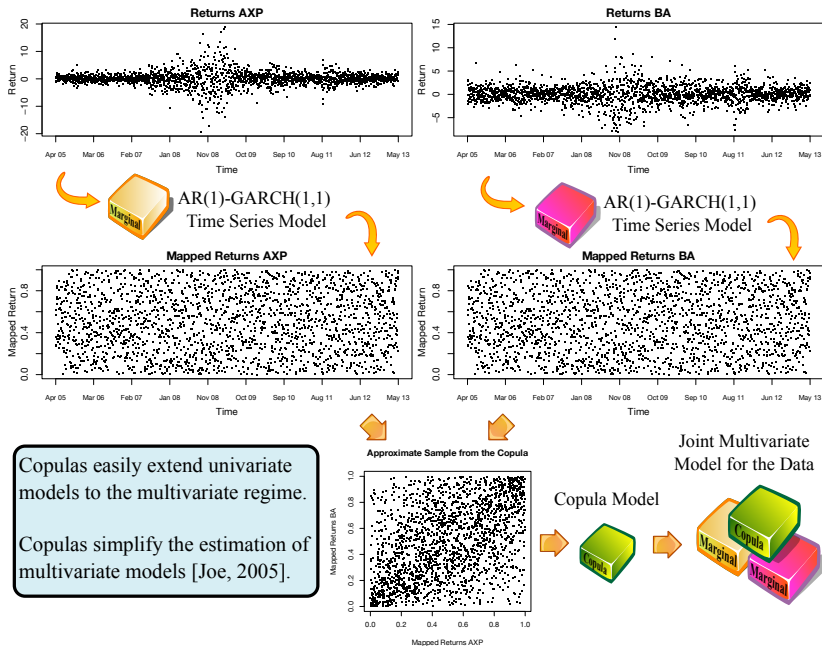 Returns AXP
Return
20
10
0
−10
−20
Apr 05 Mar 06 Feb 07 Jan 08 Nov 08 Oct 09 Sep 10 Aug 11 Jun 12 May 13
Time
Returns BA
Return
15
10
5
0
−5
Apr 05 Mar 06 Feb 07 Jan 08 Nov 08 Oct 09 Sep 10 Aug 11 Jun 12 May 13
Time
Marginal
AR(1)-GARCH(1,1)
Time Series Model
Marginal
AR(1)-GARCH(1,1)
Time Series Model
Mapped Returns AXP
Mapped Return
0.8
0.4
0.0
Apr 05 Mar 06 Feb 07 Jan 08 Nov 08 Oct 09 Sep 10 Aug 11 Jun 12 May 13
Time
Mapped Returns BA
Mapped Return
0.8
0.4
0.0
Apr 05 Mar 06 Feb 07 Jan 08 Nov 08 Oct 09 Sep 10 Aug 11 Jun 12 May 13
Time
Copulas easily extend univariate
models to the multivariate regime.
Copulas simplify the estimation of
multivariate models [Joe, 2005].
Approximate Sample from the Copula
Mapped Returns BA
1.0
0.8
0.6
0.4
0.2
0.0
0.0 0.2 0.4 0.6 0.8 1.0
Mapped Returns AXP
Copula Model
Copula
Joint Multivariate
Model for the Data
Copula
Marginal
Marginal